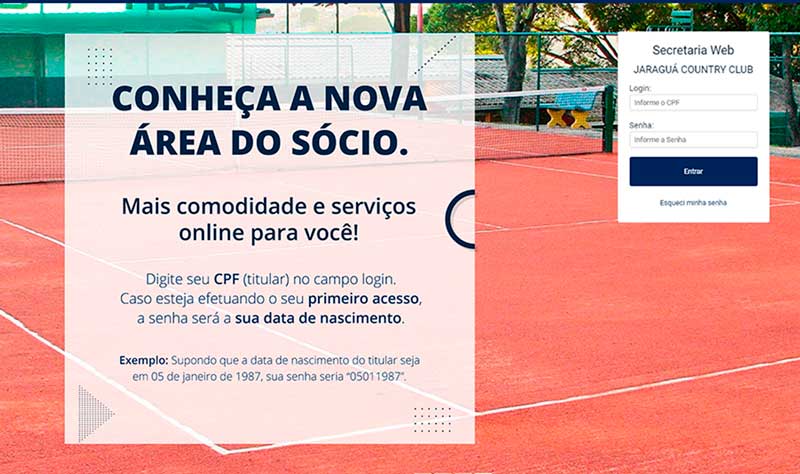 CONHEÇA A NOVA
ÁREA DO SÓCIO.
Mais comodidade e serviços
online para você!
Digite seu CPF (titular) no campo login.
Caso esteja efetuando o seu primeiro acesso,
a senha será a sua data de nascimento.
Exemplo: Supondo que a data de nascimento do titular seja
em 05 de janeiro de 1987, sua senha seria “05011987”.
Secretaria Web
JARAGUÁ COUNTRY CLUB
Login:
Informe o CPF
Senha:
Informe a Senha
Entrar
Esqueci minha senha